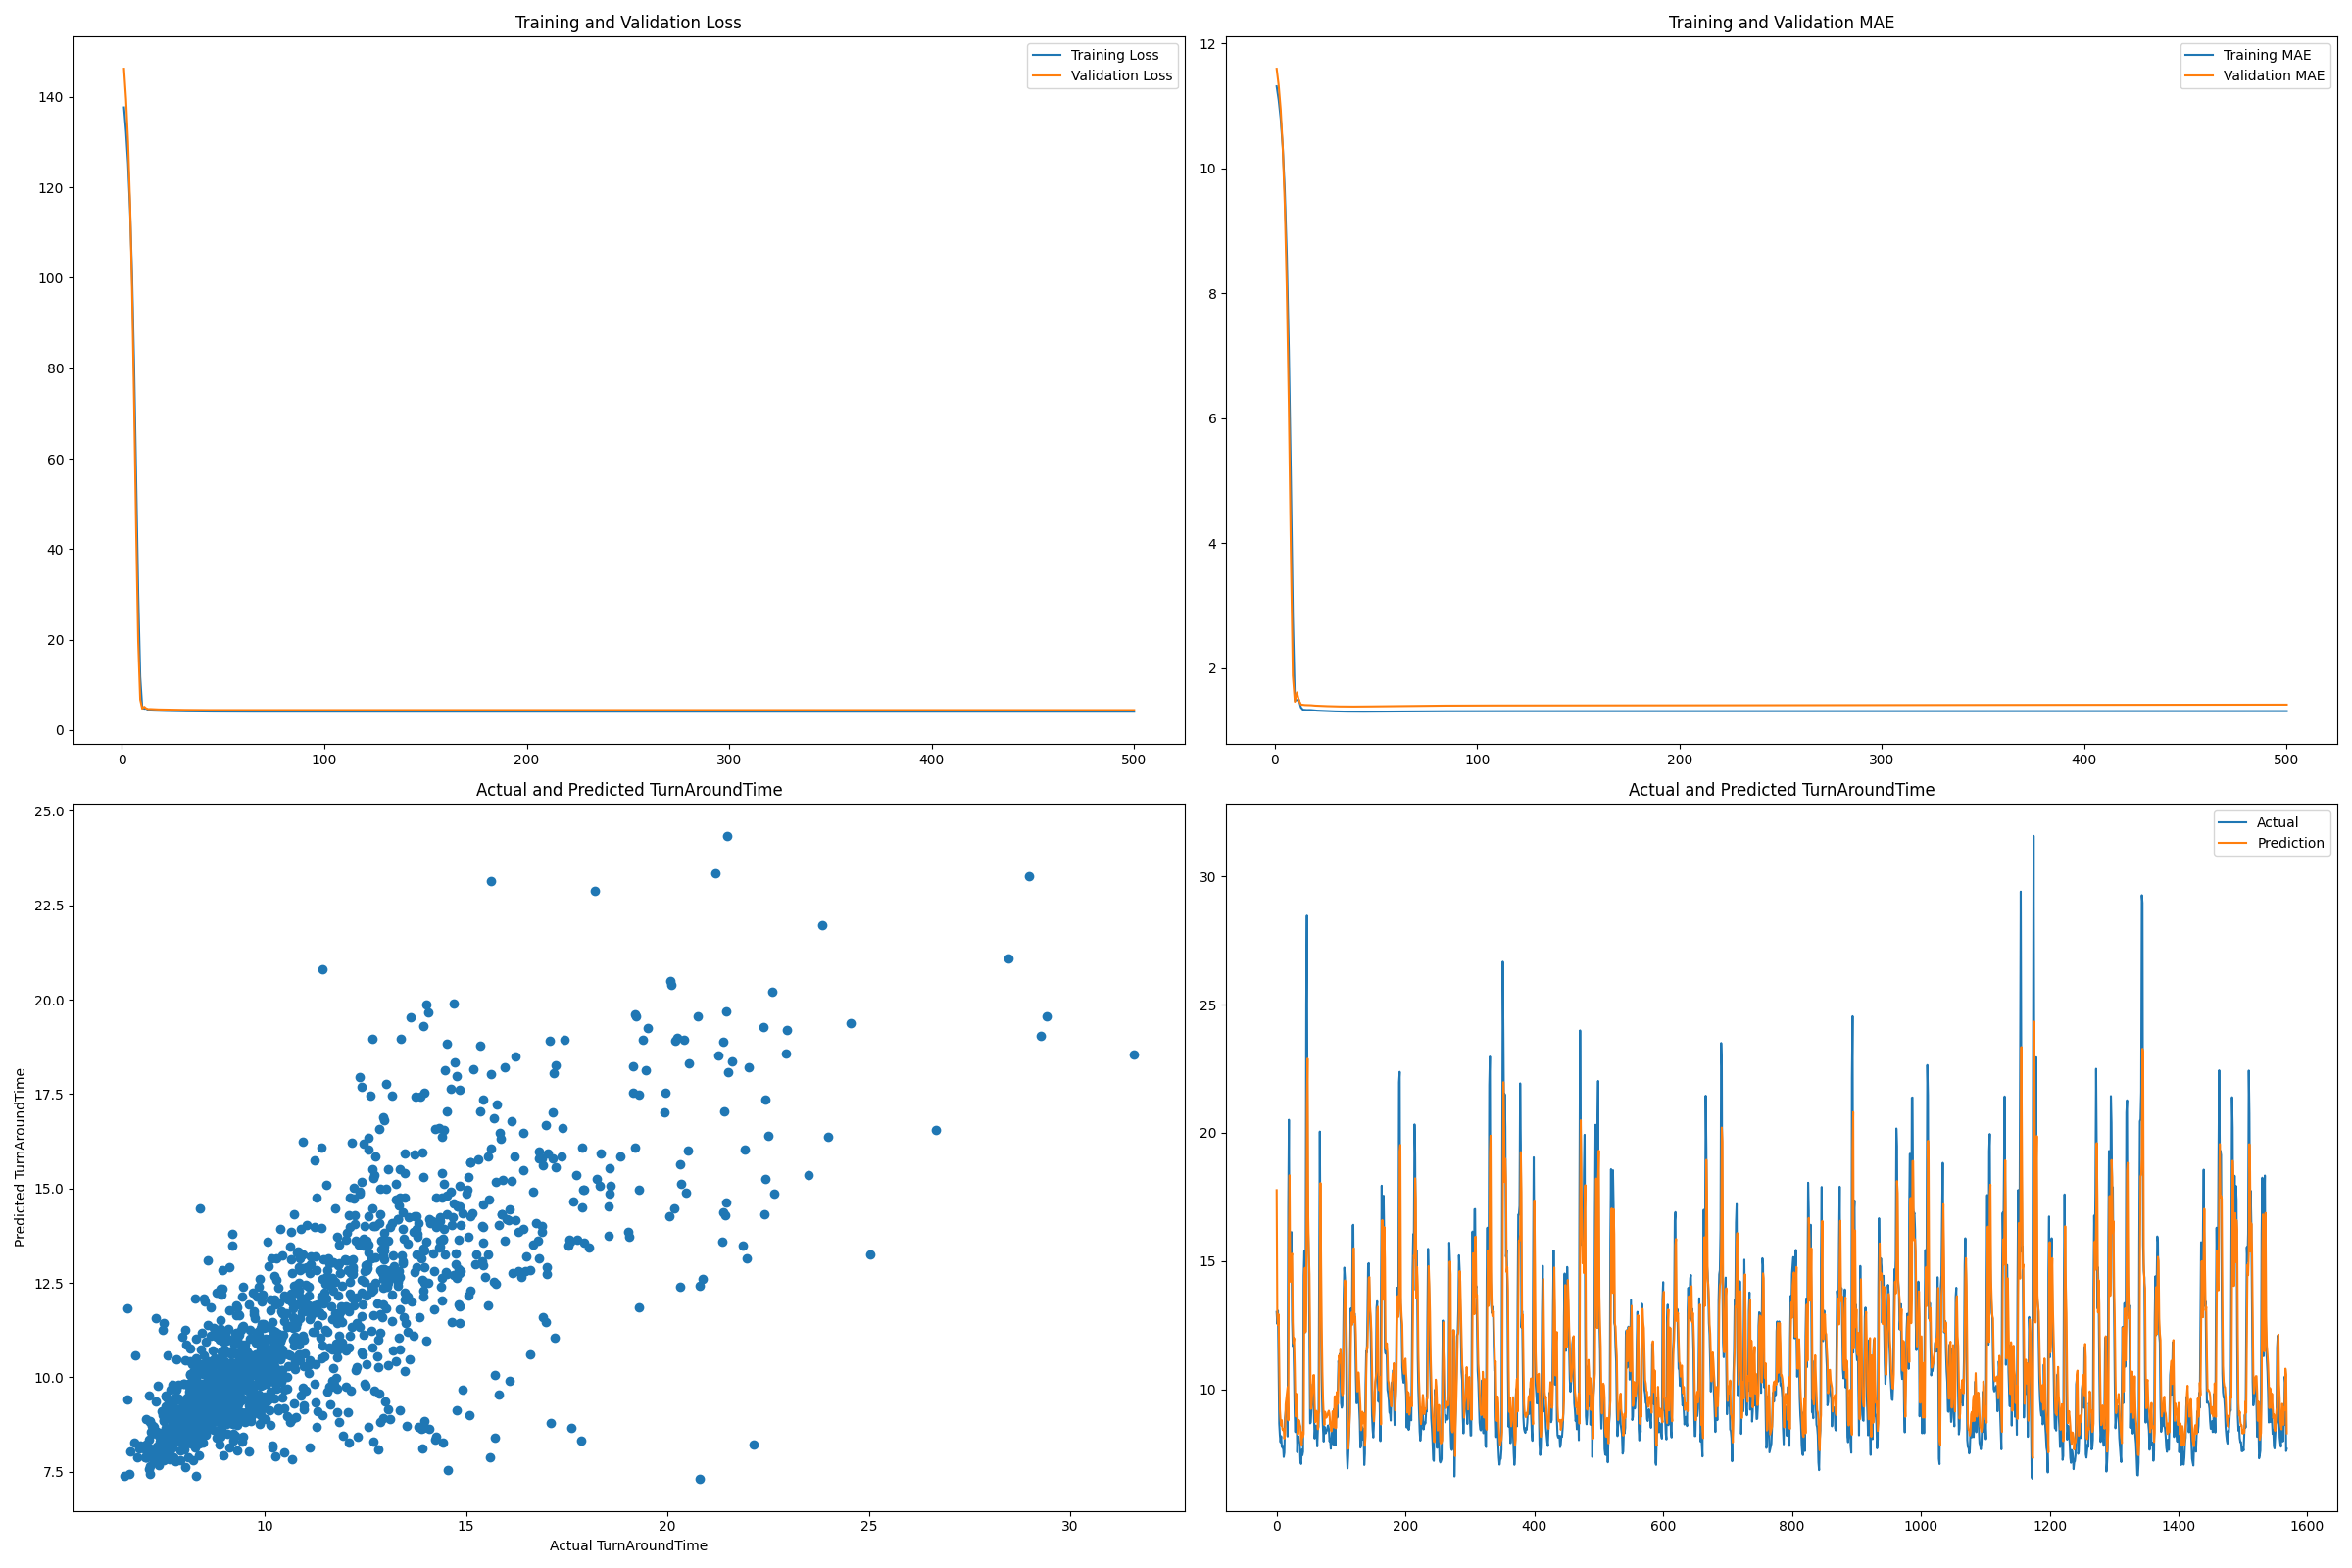 Training and Validation Loss
Training Loss
Validation Loss
140
120
100
80
60
40
20
0
0 100 200 300 400 500
Training and Validation MAE
Training MAE
Validation MAE
12
10
8
6
4
2
0 100 200 300 400 500
Actual and Predicted TurnAroundTime
Predicted TurnAroundTime
25.0
22.5
20.0
17.5
15.0
12.5
10.0
7.5
10 15 20 25 30
Actual TurnAroundTime
Actual and Predicted TurnAroundTime
Actual
Prediction
30
25
20
15
10
0 200 400 600 800 1000 1200 1400 1600